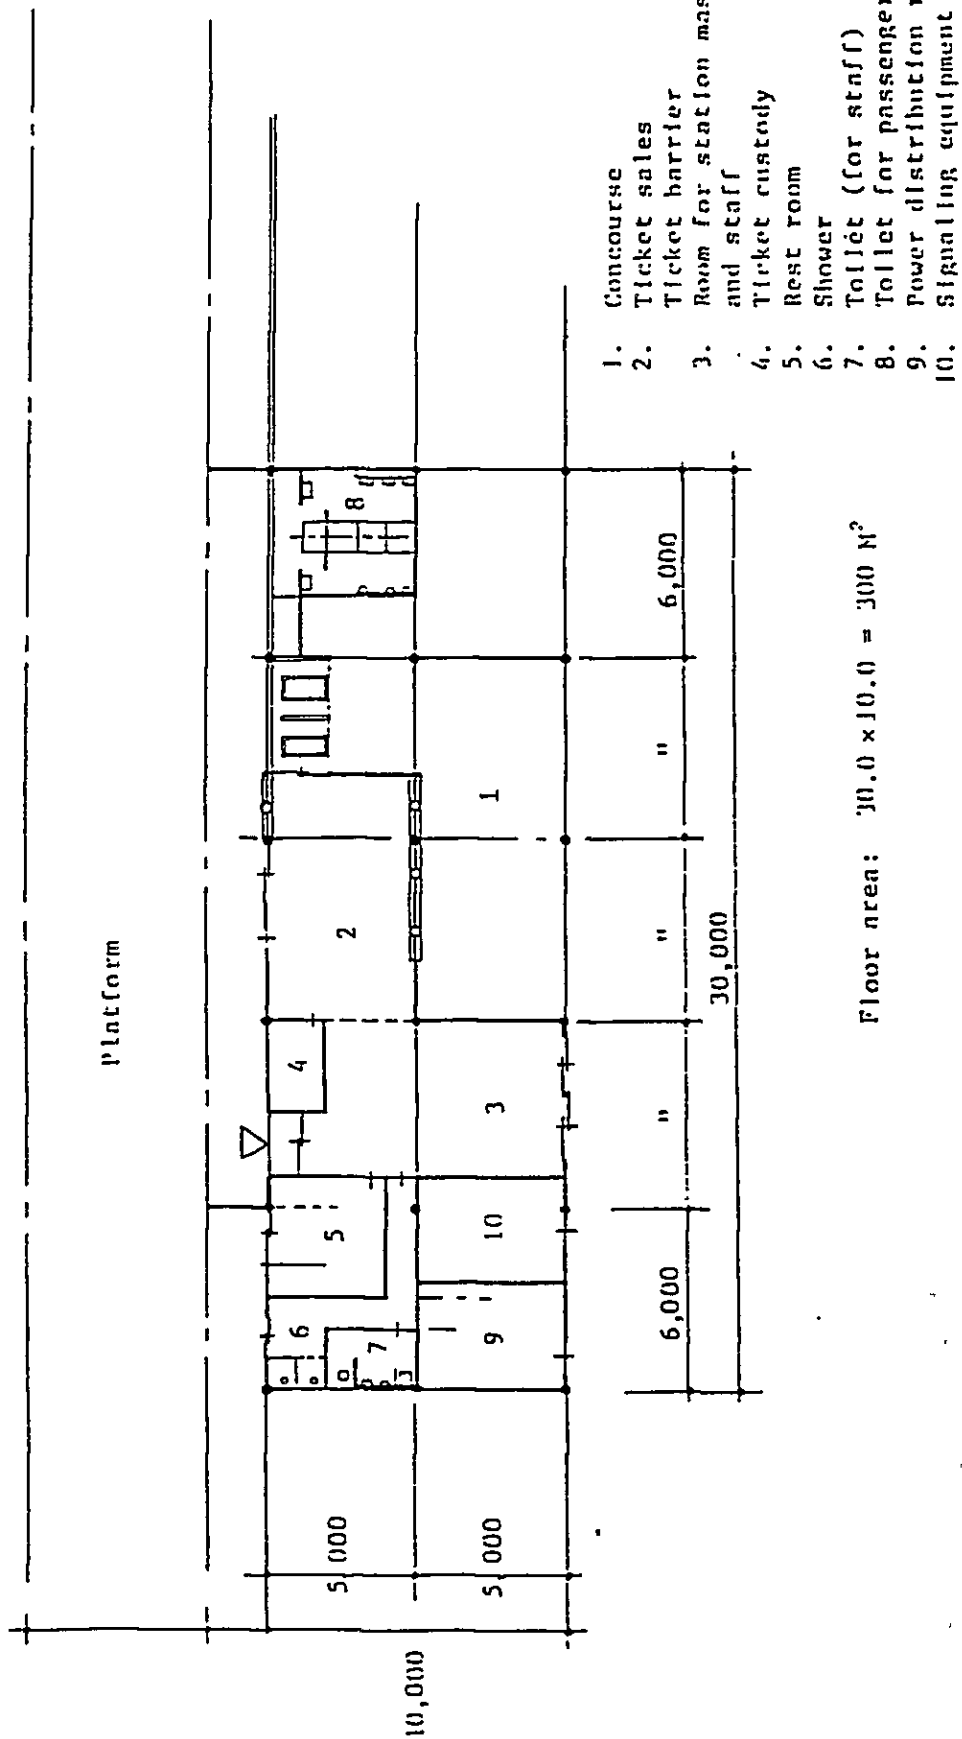 Platform
4
2
8
5
6
7
3
1
10
9
5,000
5,000
10,000
6,000
"
"
"
6,000
30,000
1. Concourse
2. Ticket sales
Ticket barrier
3. Room for station mas
and staff
4. Ticket custody
5. Rest room
6. Shower
7. Toilet (for staff)
8. Toilet for passenger
9. Power distribution
10. Signaling equipment
Floor area: 30.0 x 10.0 = 300 M²